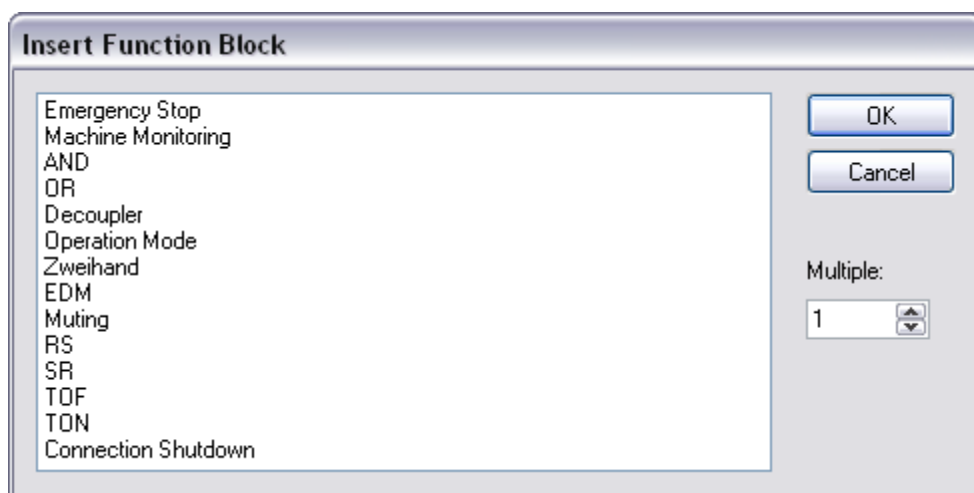 Insert Function Block
Emergency Stop
Machine Monitoring
AND
OR
Decoupler
Operation Mode
Zweihand
EDM
Muting
RS
SR
TOF
TON
Connection Shutdown
OK
Cancel
Multiple:
1